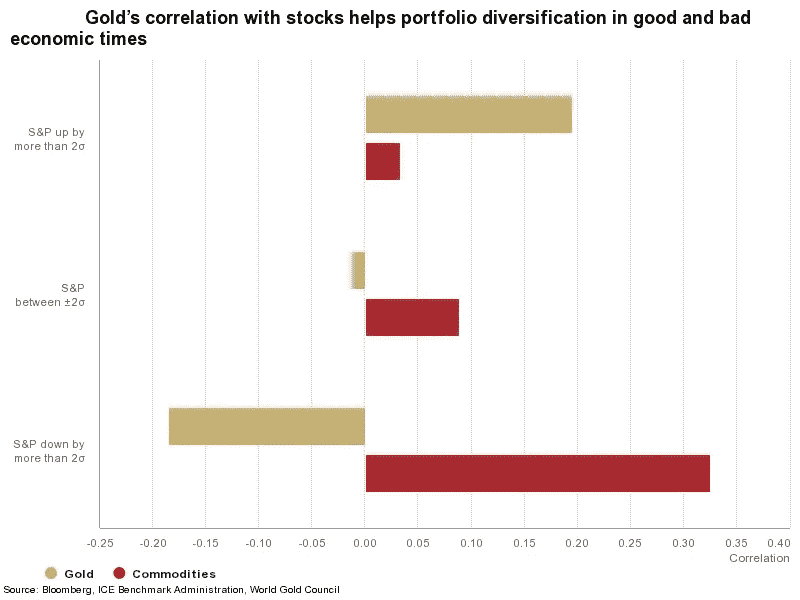 Gold’s correlation with stocks helps portfolio diversification in good and bad
economic times
S&P up by
more than 2σ
S&P
between ±2σ
S&P down by
more than 2σ
-0.25 -0.20 -0.15 -0.10 -0.05 0.00 0.05 0.10 0.15 0.20 0.25 0.30 0.35 0.40
Correlation
Gold Commodities
Source: Bloomberg, ICE Benchmark Administration, World Gold Council